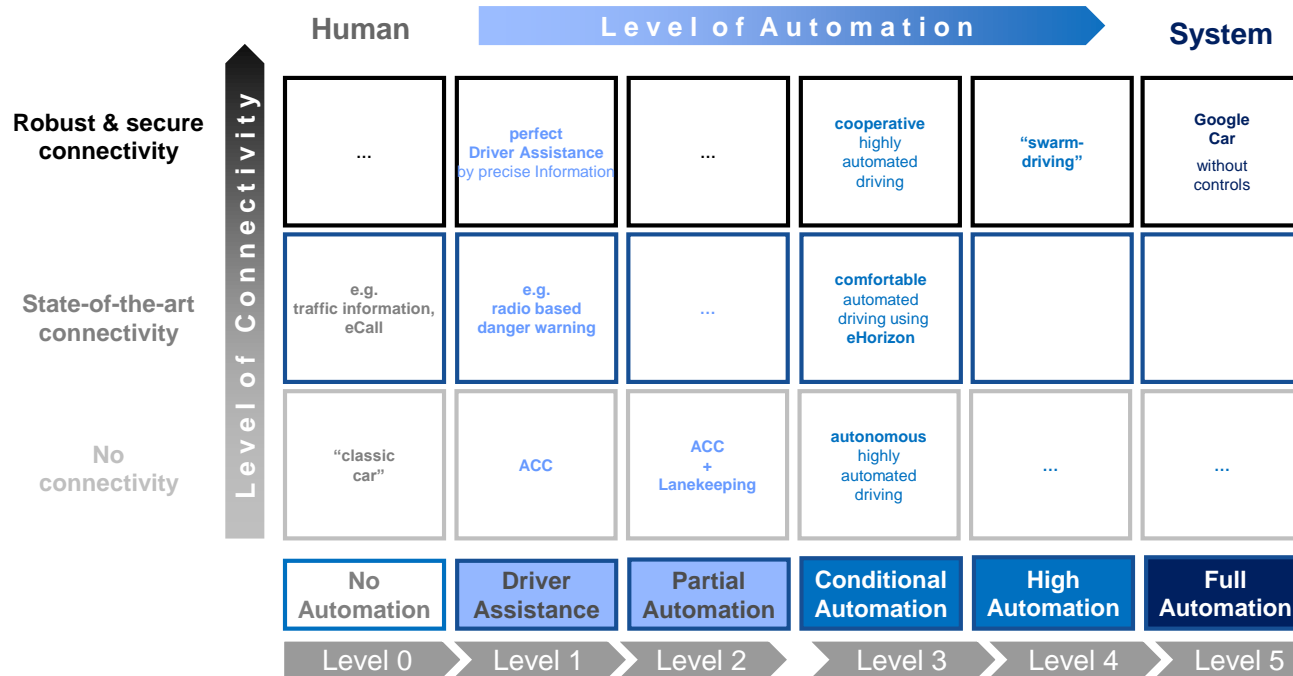 Human
Level of Automation
System
Level of Connectivity
Robust & secure
connectivity
...
perfect
Driver Assistance
by precise Information
...
cooperative
highly
automated
driving
“swarm-
driving”
Google
Car
without
controls
State-of-the-art
connectivity
e.g.
traffic information,
eCall
e.g.
radio based
danger warning
...
comfortable
automated
driving using
eHorizon
No
connectivity
“classic
car”
ACC
ACC
+
Lanekeeping
autonomous
highly
automated
driving
...
...
No
Automation
Driver
Assistance
Partial
Automation
Conditional
Automation
High
Automation
Full
Automation
Level 0
Level 1
Level 2
Level 3
Level 4
Level 5